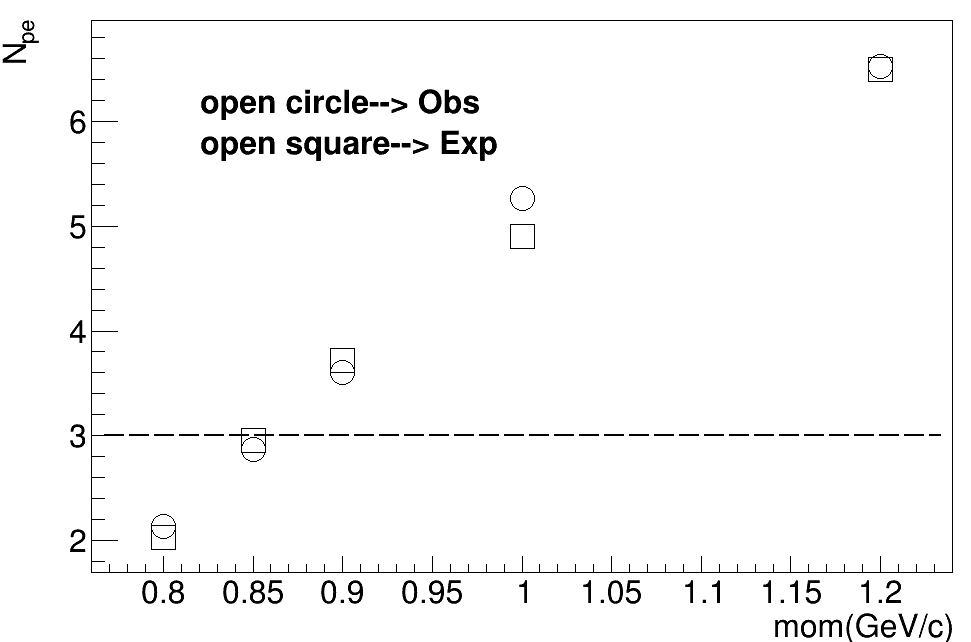 N_pe
open circle--> Obs
open square--> Exp
6
5
4
3
2
0.8 0.85 0.9 0.95 1 1.05 1.1 1.15 1.2
mom(GeV/c)